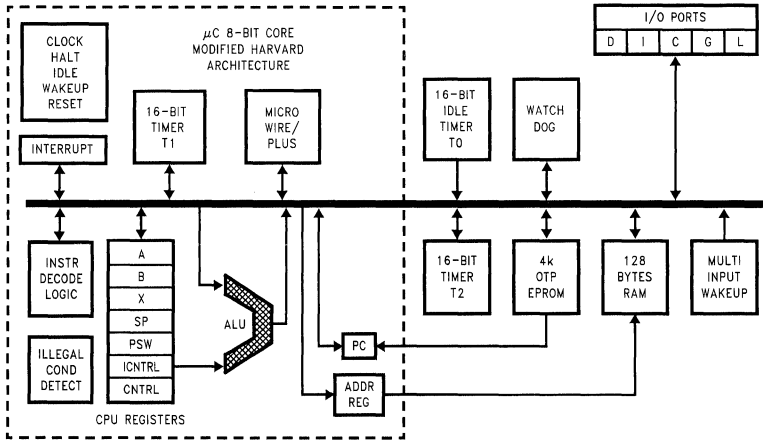 CLOCK
HALT
IDLE
WAKEUP
RESET
μC 8-BIT CORE
MODIFIED HARVARD
ARCHITECTURE
I/O PORTS
D I C G L
INTERRUPT
16-BIT
TIMER
T1
MICRO
WIRE/
PLUS
16-BIT
IDLE
TIMER
T0
WATCH
DOG
INSTR
DECODE
LOGIC
A
B
X
SP
PSW
ICNTRL
CNTRL
ALU
16-BIT
TIMER
T2
4k
OTP
EPROM
128
BYTES
RAM
MULTI
INPUT
WAKEUP
ILLEGAL
COND
DETECT
PC
ADDR
REG
CPU REGISTERS